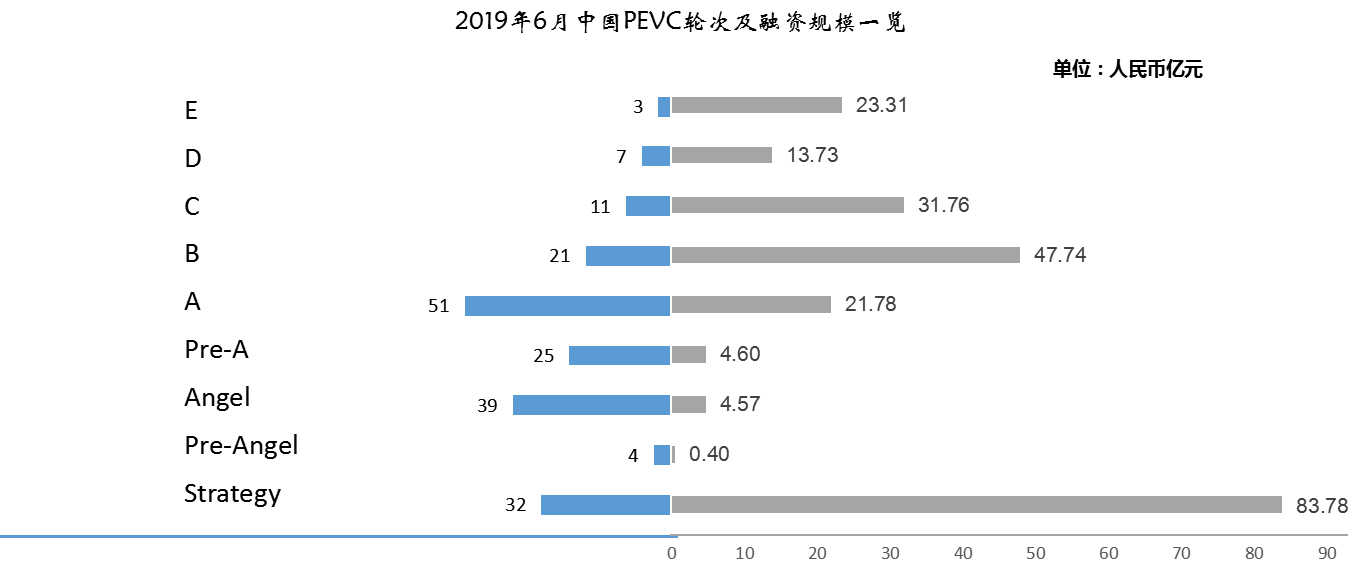 2019年6月中国PEVC轮次及融资规模一览
单位：人民币亿元
E 3 23.31
D 7 13.73
C 11 31.76
B 21 47.74
A 51 21.78
Pre-A 25 4.60
Angel 39 4.57
Pre-Angel 4 0.40
Strategy 32 83.78
0 10 20 30 40 50 60 70 80 90